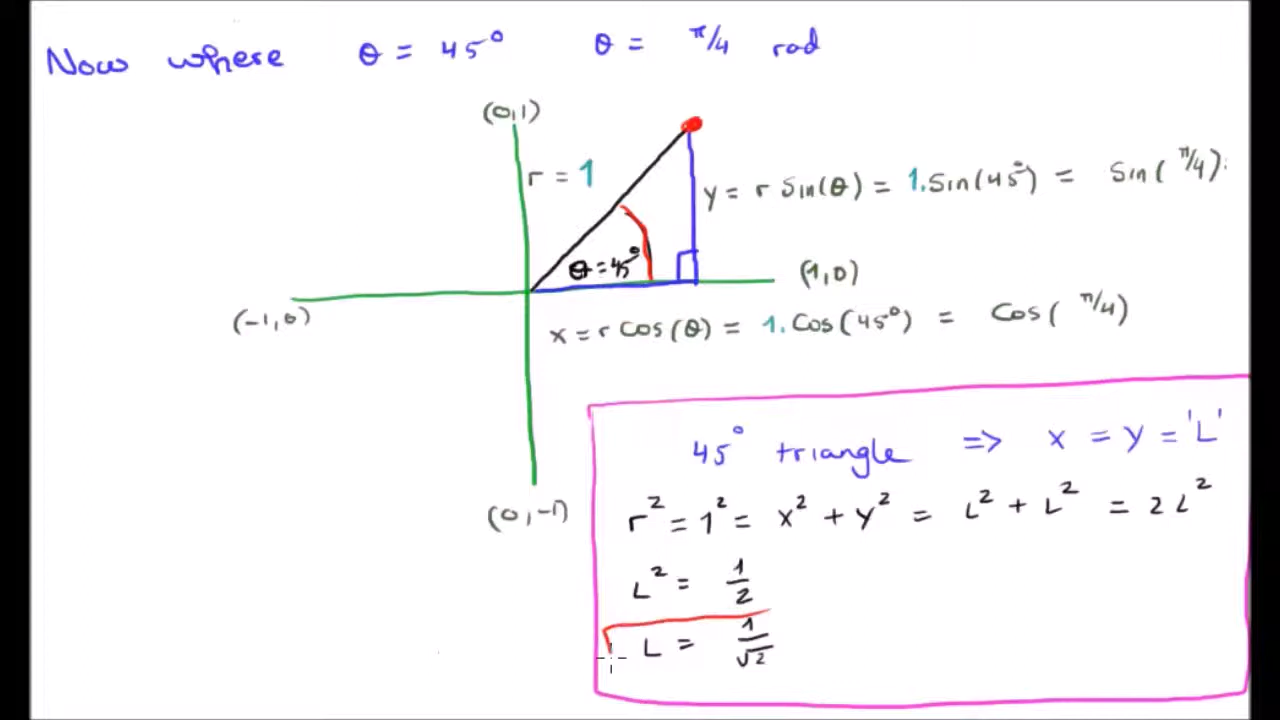 Now where θ = 45° θ = π/4 rad
(0,1)
r = 1
y = r Sin(θ) = 1.Sin(45°) = Sin( π/4):
θ = 45°
(1,0)
(-1,0)
x = r Cos(θ) = 1.Cos(45°) = Cos( π/4)
45° triangle => x = y = 'L'
(0,-1)
r² = 1² = x² + y² = L² + L² = 2L²
L² = 1/2
L = 1/√2